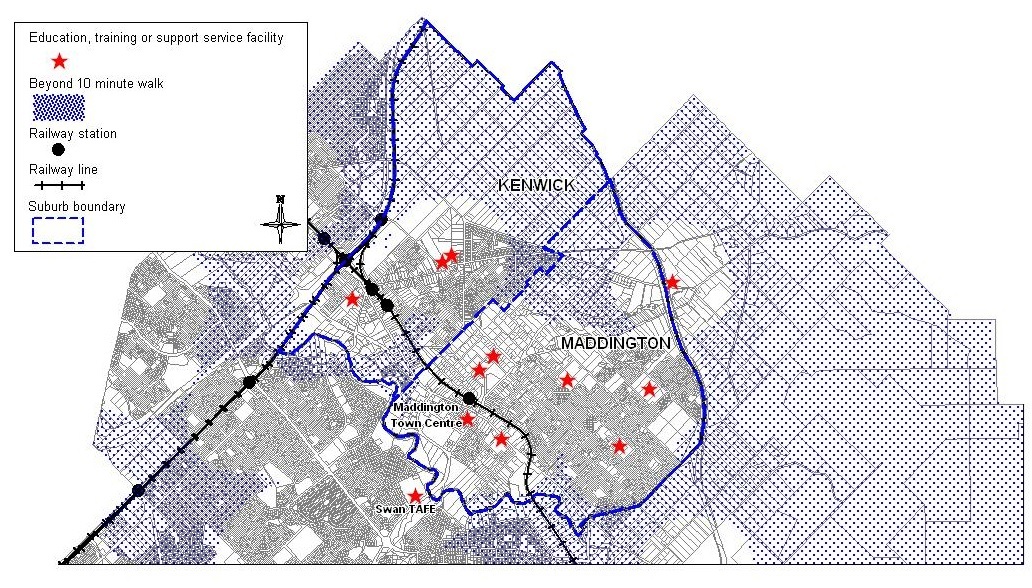 Education, training or support service facility
Beyond 10 minute walk
Railway station
Railway line
Suburb boundary
N
KENWICK
MADDINGTON
Maddington
Town Centre
Swan TAFE